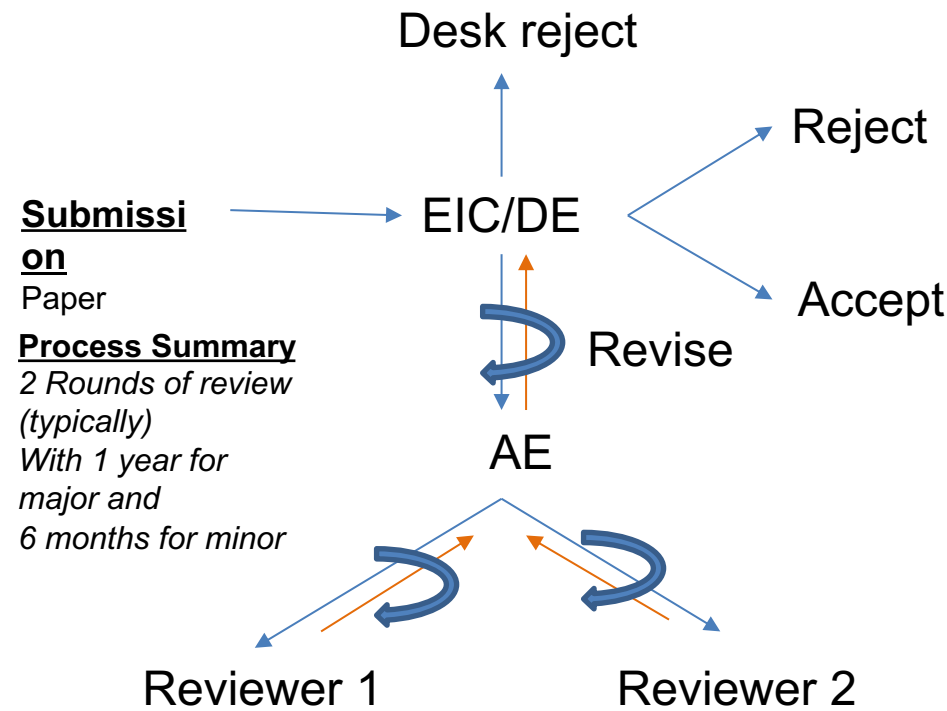 Desk reject
Reject
Submissi
on
Paper
EIC/DE
Accept
Process Summary
2 Rounds of review
(typically)
With 1 year for
major and
6 months for minor
Revise
AE
Reviewer 1
Reviewer 2